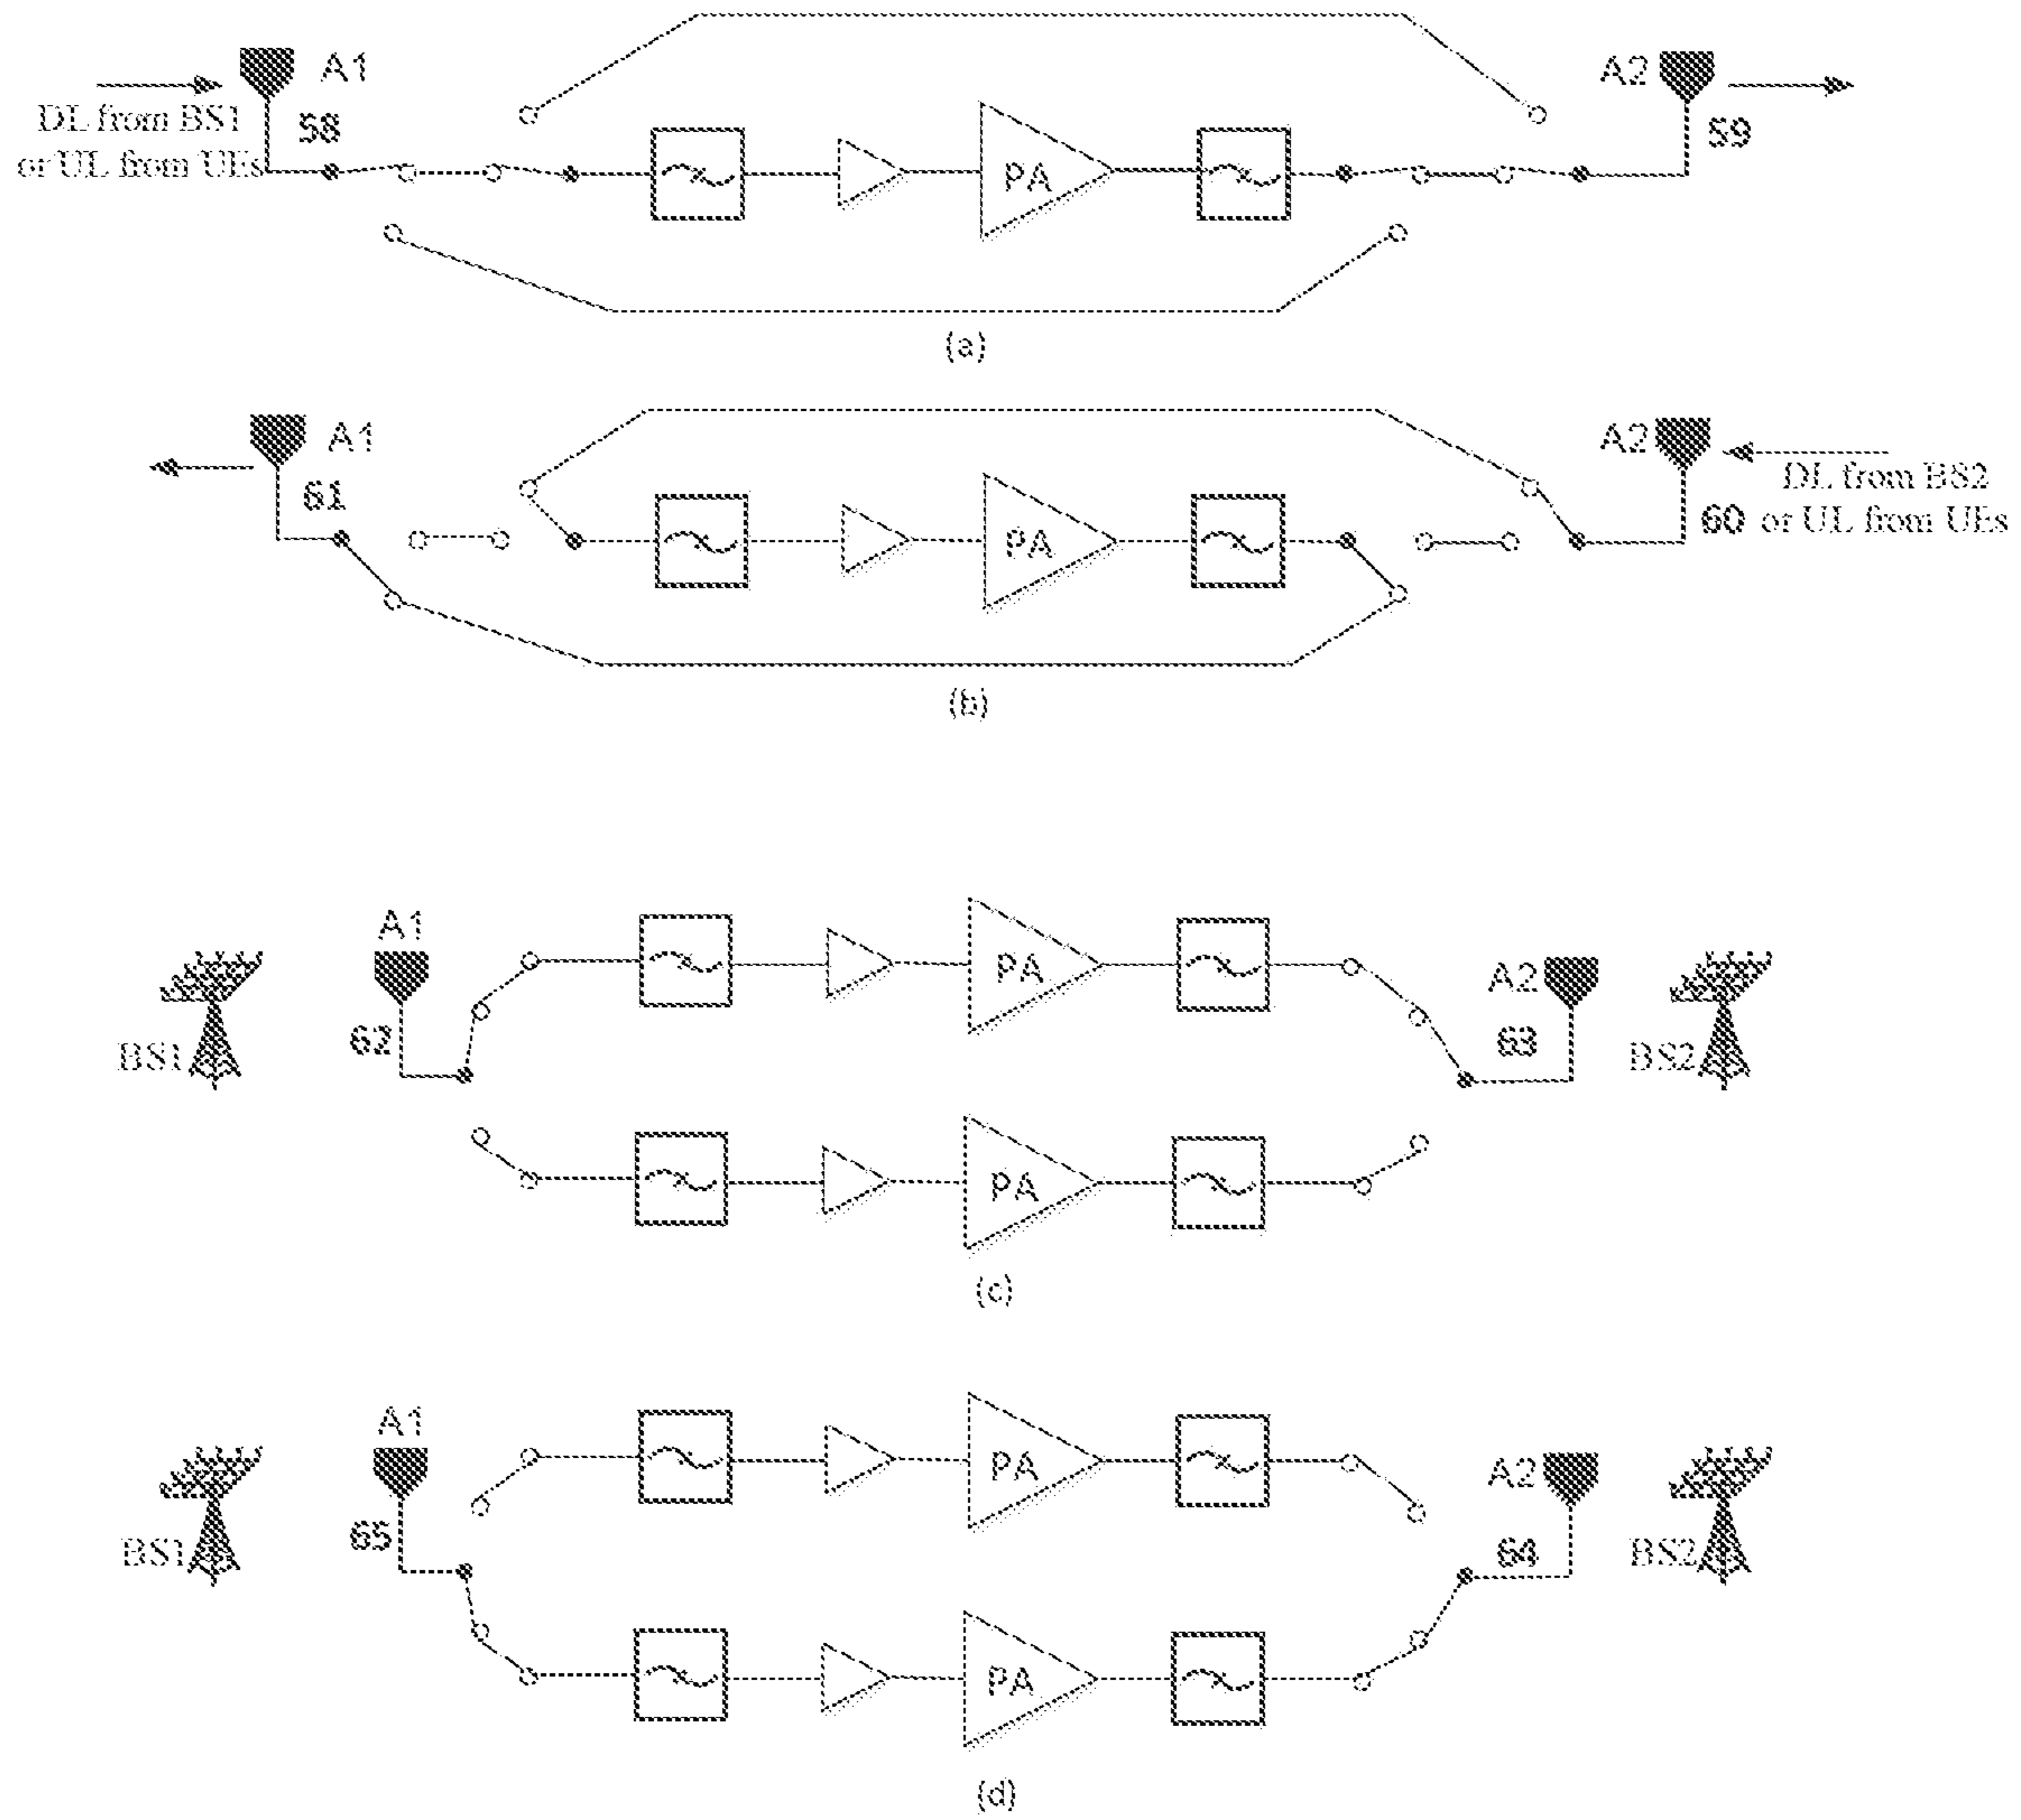 A1
A2
DL from BS1
or UL from UEs
58
59
PA
(a)
A1
A2
61
DL from BS2
60 or UL from UEs
PA
(b)
A1
PA
A2
62
63
BS1
BS2
PA
(c)
A1
PA
A2
65
64
BS1
BS2
PA
(d)